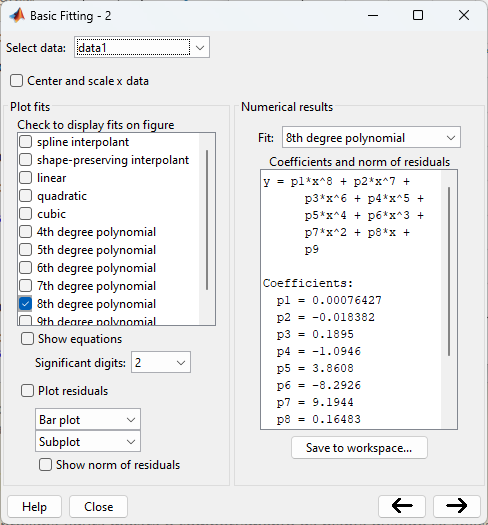 Basic Fitting - 2
Select data: data1
Center and scale x data
Plot fits
Check to display fits on figure
spline interpolant
shape-preserving interpolant
linear
quadratic
cubic
4th degree polynomial
5th degree polynomial
6th degree polynomial
7th degree polynomial
8th degree polynomial
9th degree polynomial
Show equations
Significant digits: 2
Plot residuals
Bar plot
Subplot
Show norm of residuals
Numerical results
Fit: 8th degree polynomial
Coefficients and norm of residuals
y = p1*x^8 + p2*x^7 +
p3*x^6 + p4*x^5 +
p5*x^4 + p6*x^3 +
p7*x^2 + p8*x +
p9
Coefficients:
p1 = 0.00076427
p2 = -0.018382
p3 = 0.1895
p4 = -1.0946
p5 = 3.8608
p6 = -8.2926
p7 = 9.1944
p8 = 0.16483
Save to workspace...
Help
Close